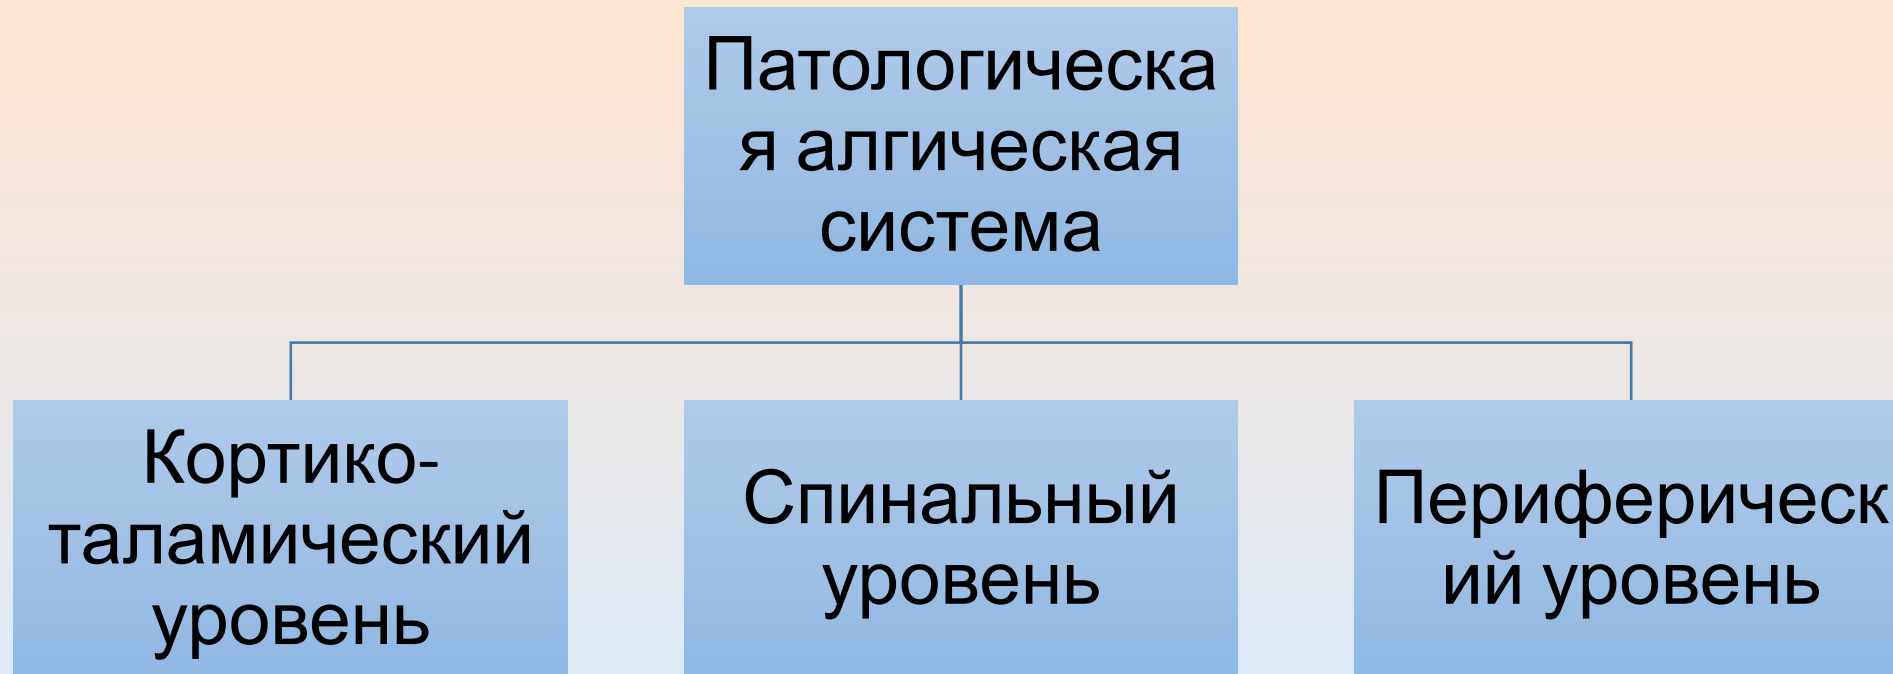 Патологическа
я алгическая
система
Кортико-
таламический
уровень
Спинальный
уровень
Периферическ
ий уровень